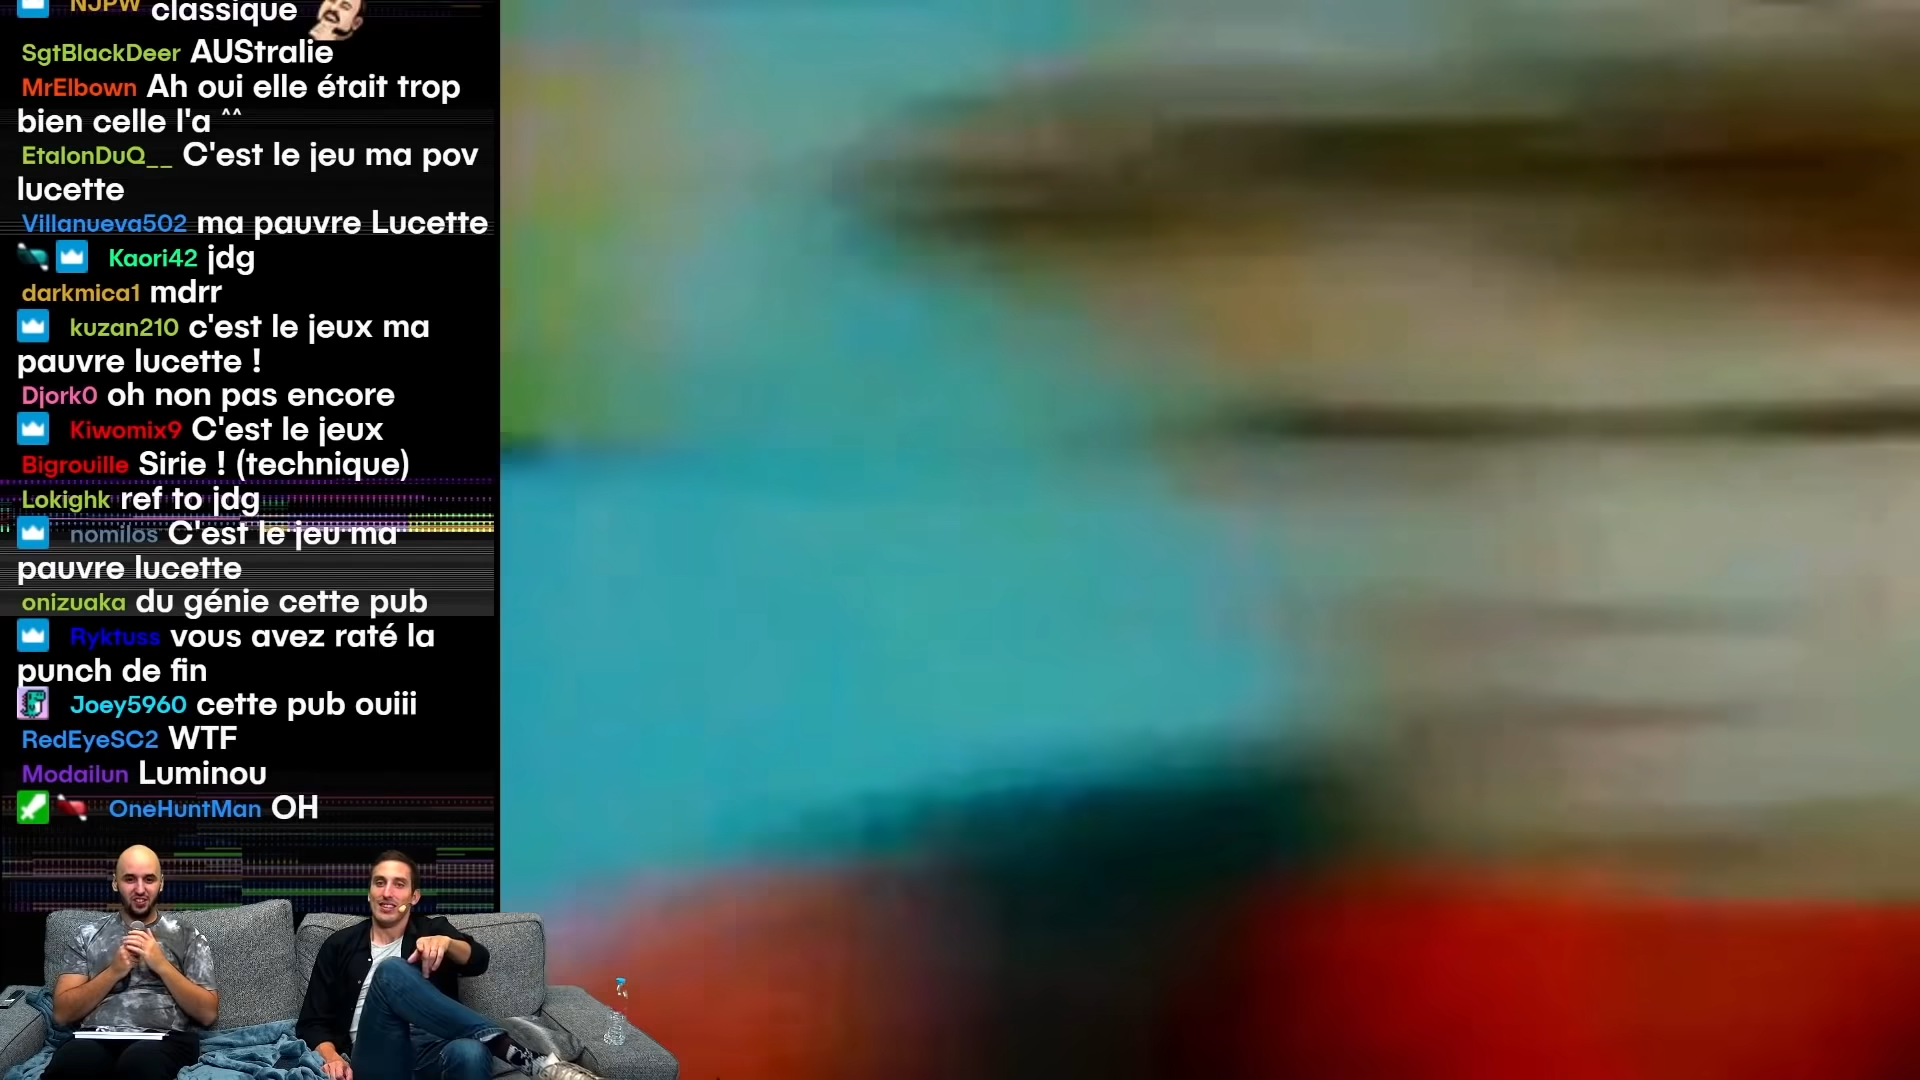 NJPW classique
SgtBlackDeer AUStralie
MrElbown Ah oui elle était trop
bien celle l'a ^^
EtalonDuQ__ C'est le jeu ma pov
lucette
Villanueva502 ma pauvre Lucette
Kaori42 jdg
darkmica1 mdrr
kuzan210 c'est le jeux ma
pauvre lucette !
Djork0 oh non pas encore
Kiwomix9 C'est le jeux
Bigrouille Sirie ! (technique)
Lokighk ref to jdg
nomilos C'est le jeu ma
pauvre lucette
onizuaka du génie cette pub
Ryktuss vous avez raté la
punch de fin
Joey5960 cette pub ouiii
RedEyeSC2 WTF
Modailun Luminou
OneHuntMan OH